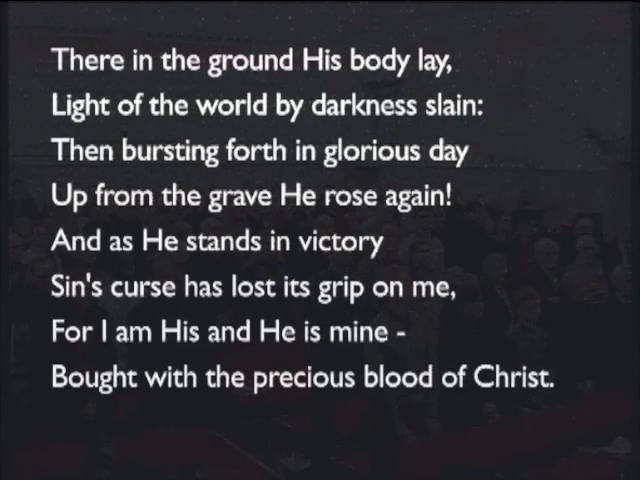 There in the ground His body lay,
Light of the world by darkness slain:
Then bursting forth in glorious day
Up from the grave He rose again!
And as He stands in victory
Sin's curse has lost its grip on me,
For I am His and He is mine -
Bought with the precious blood of Christ.